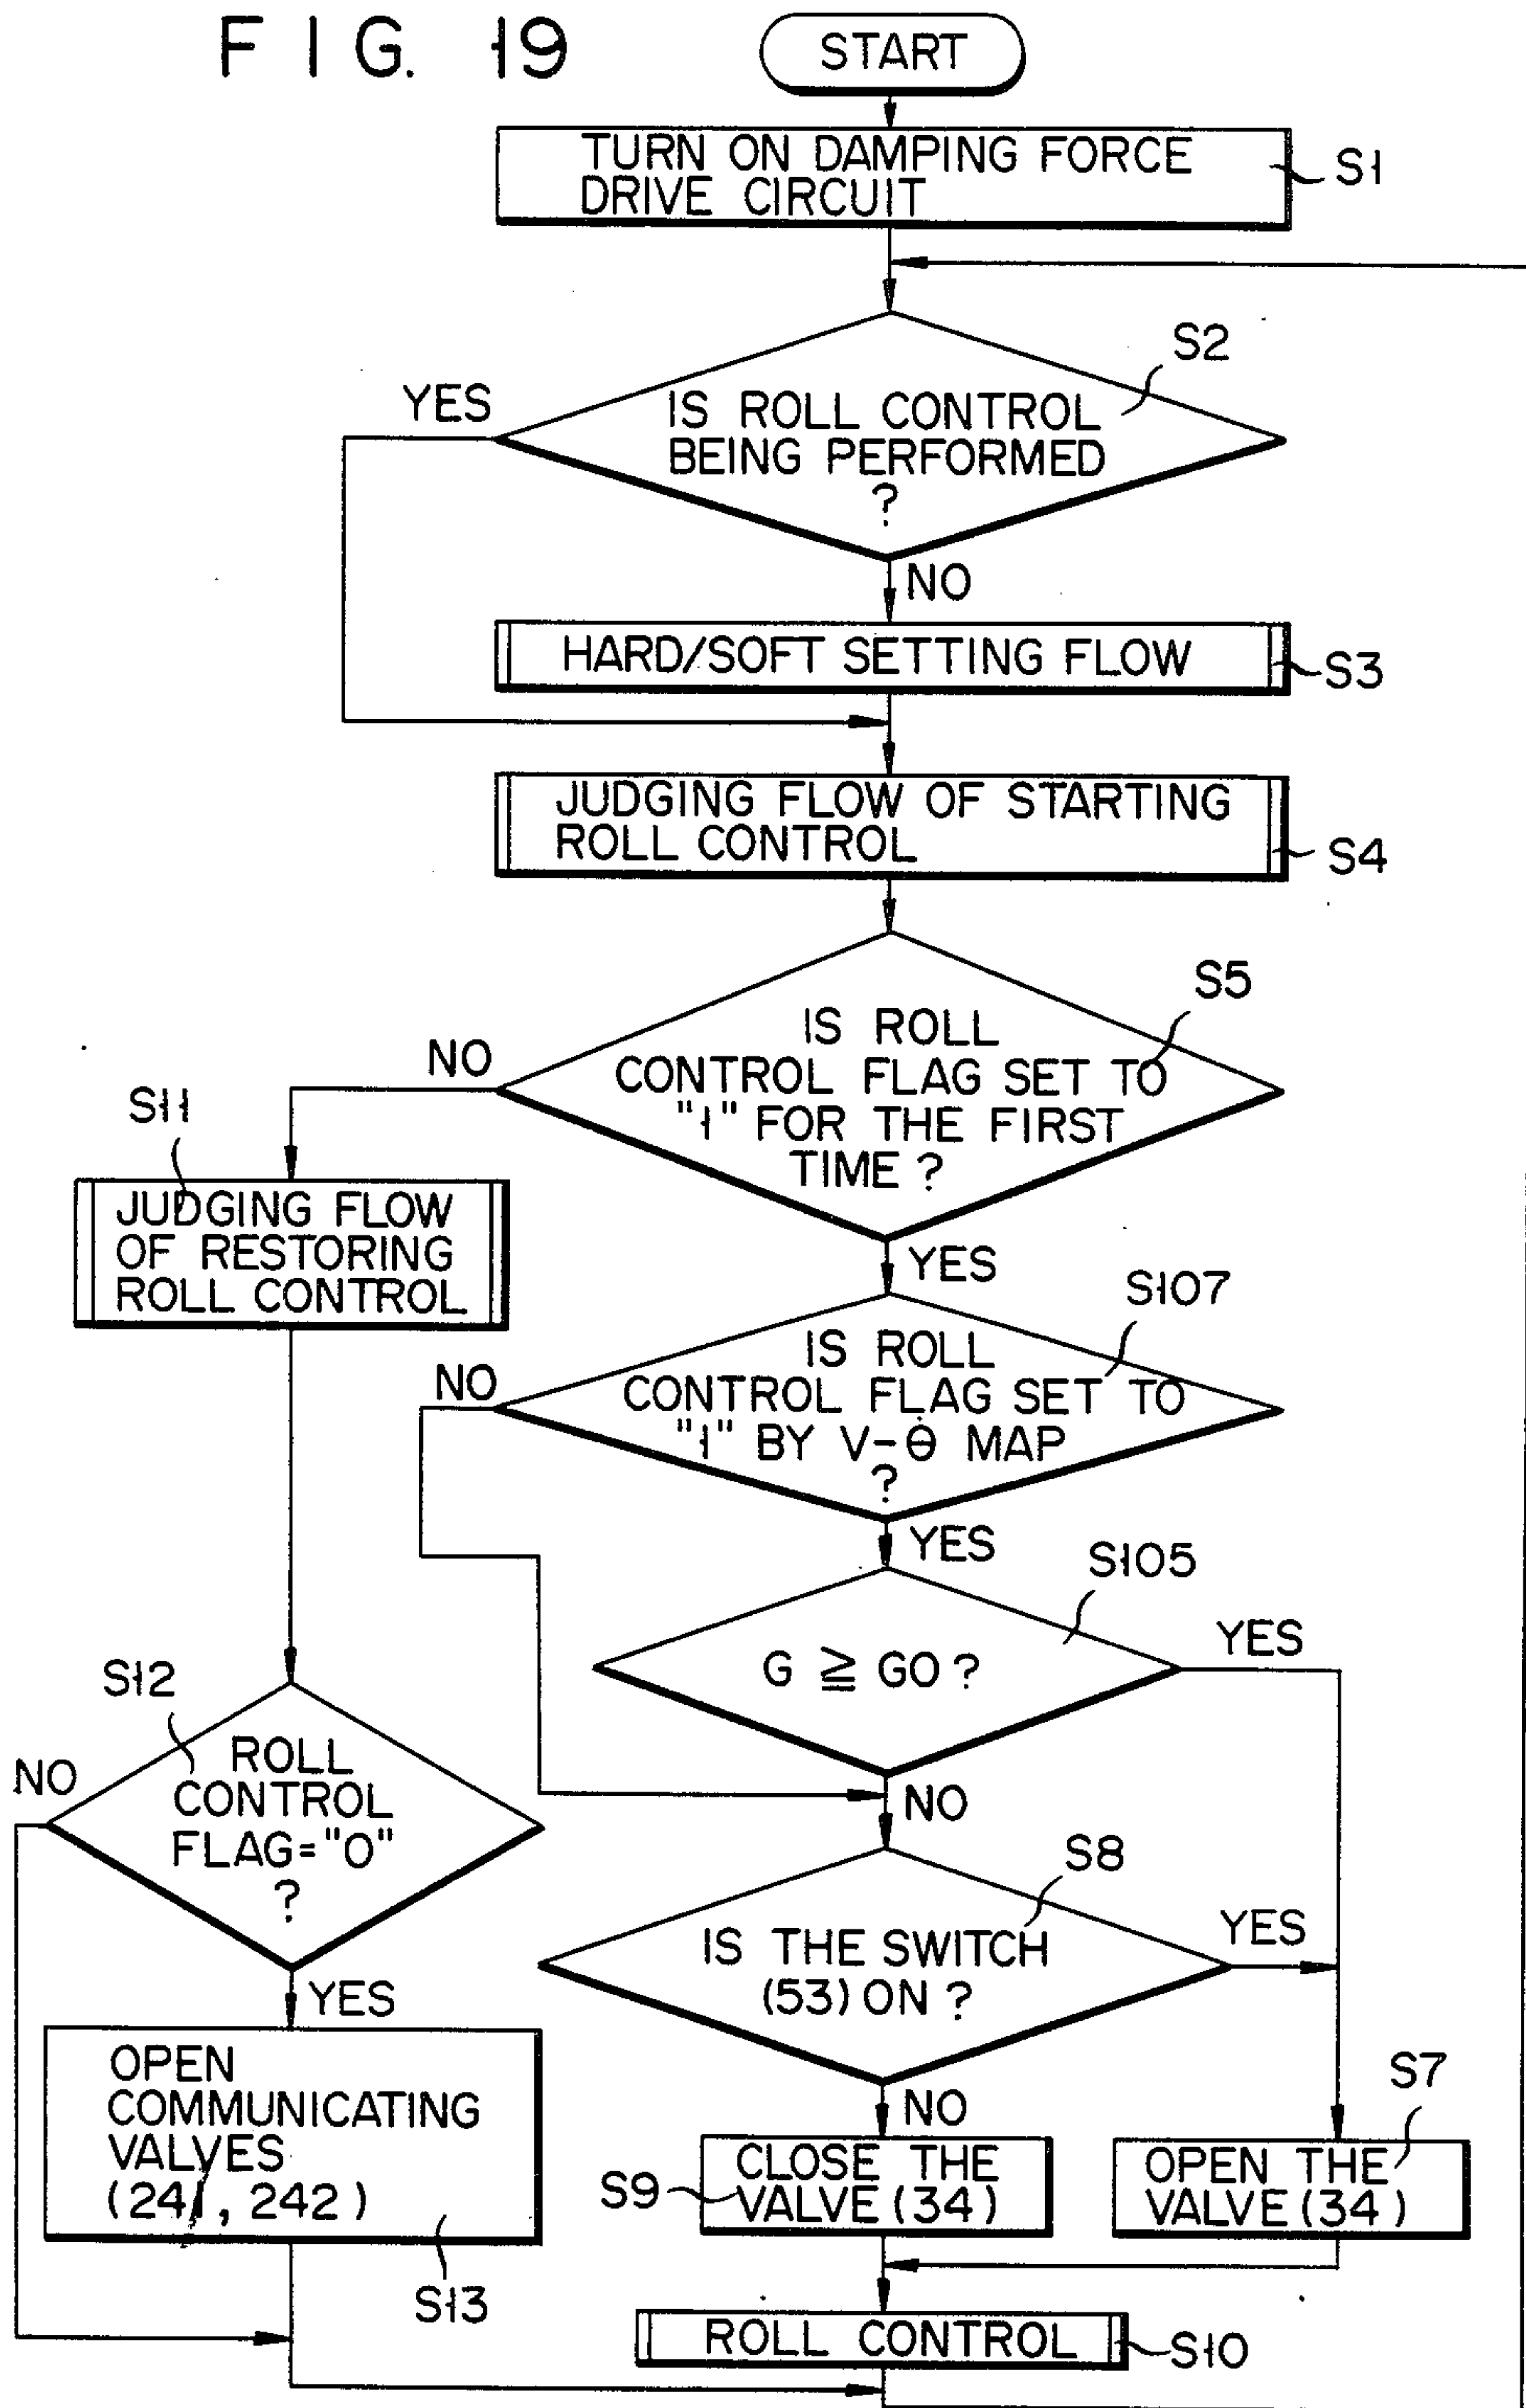 FIG. 19
START
TURN ON DAMPING FORCE
DRIVE CIRCUIT
S1
S2
YES
IS ROLL CONTROL
BEING PERFORMED
?
NO
HARD/SOFT SETTING FLOW
S3
JUDGING FLOW OF STARTING
ROLL CONTROL
S4
S5
NO
IS ROLL
CONTROL FLAG SET TO
"1" FOR THE FIRST
TIME ?
S11
JUDGING FLOW
OF RESTORING
ROLL CONTROL
YES
S107
NO
IS ROLL
CONTROL FLAG SET TO
"1" BY V-θ̇ MAP
?
YES
S105
G ≧ GO ?
YES
NO
S12
NO
ROLL
CONTROL
FLAG="0"
?
YES
S8
IS THE SWITCH
(53) ON ?
YES
NO
OPEN
COMMUNICATING
VALVES
(241, 242)
S13
S9
CLOSE THE
VALVE (34)
S7
OPEN THE
VALVE (34)
ROLL CONTROL
S10